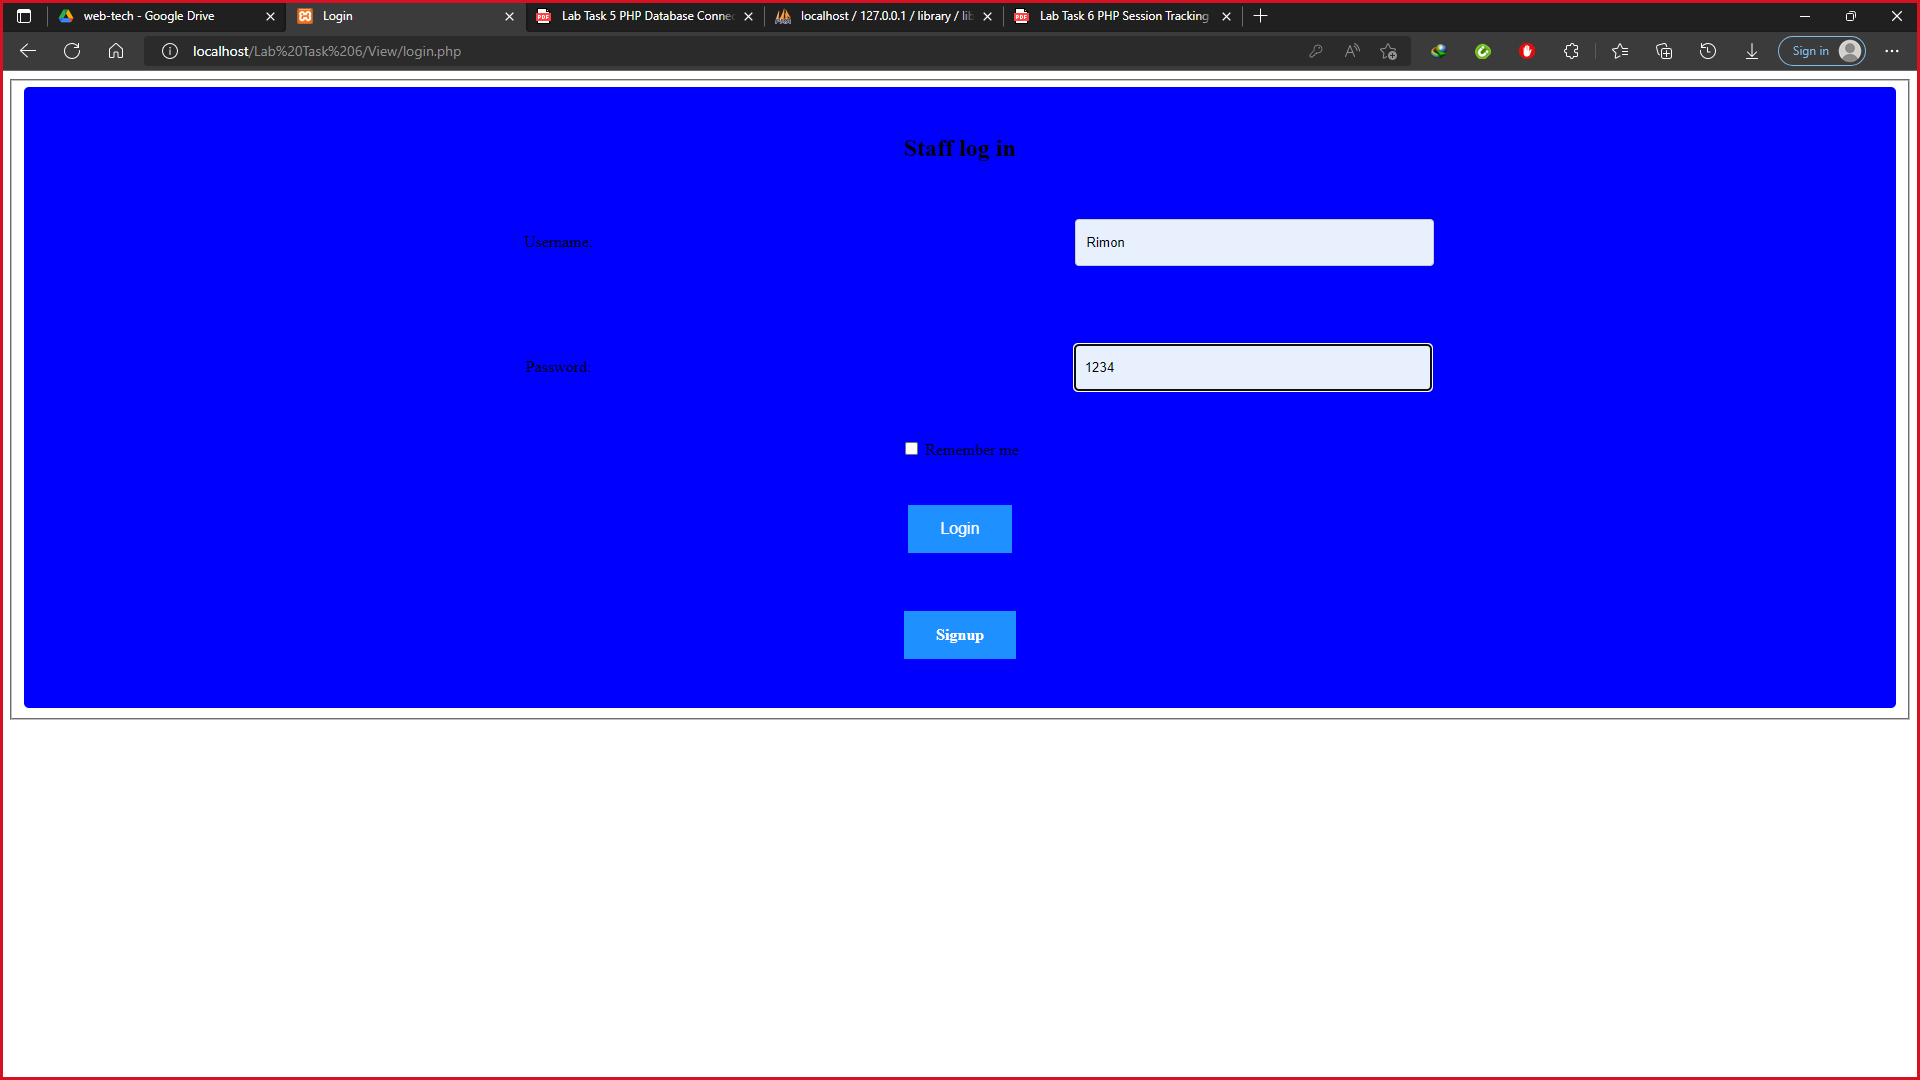 web-tech - Google Drive
Login
Lab Task 5 PHP Database Connec
localhost / 127.0.0.1 / library / lib
Lab Task 6 PHP Session Tracking
localhost/Lab%20Task%206/View/login.php
Sign in
Staff log in
Username:
Rimon
Password:
1234
Remember me
Login
Signup